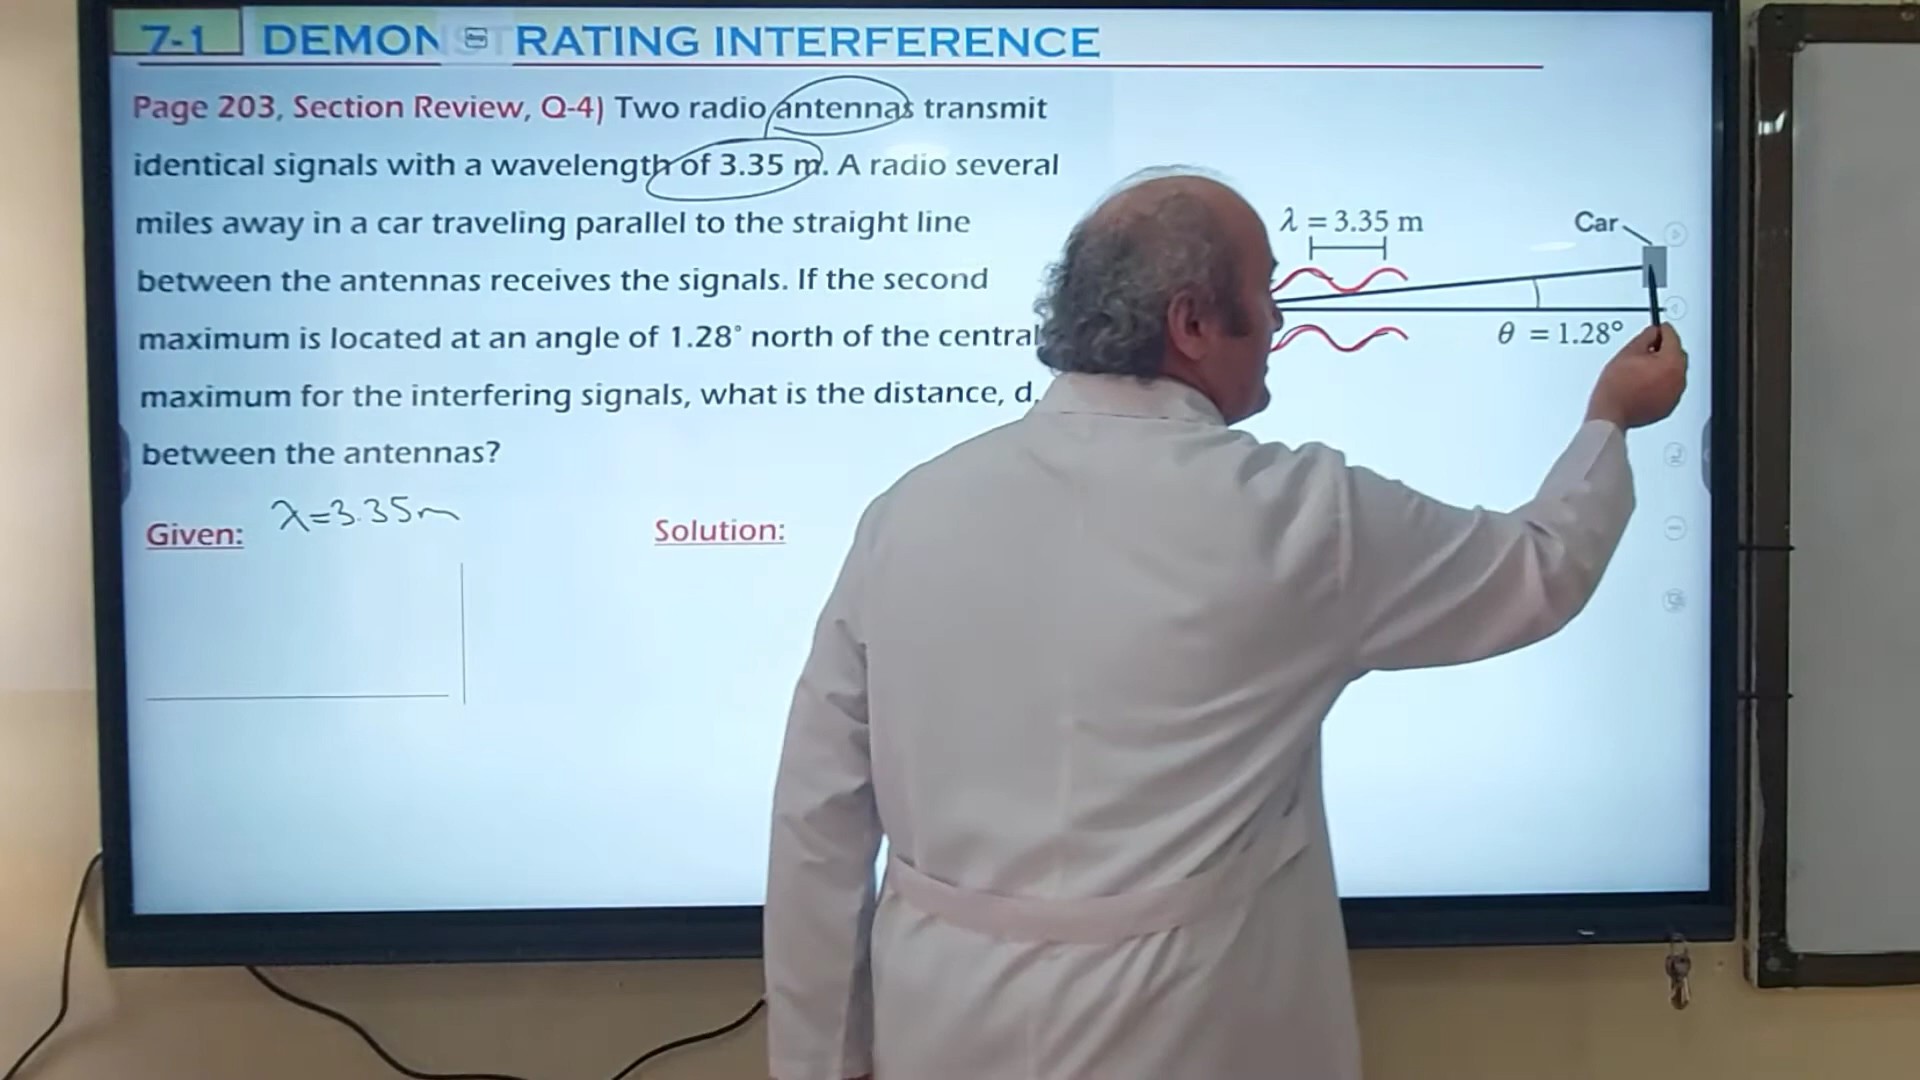 7-1 DEMONSTRATING INTERFERENCE
Page 203, Section Review, Q-4) Two radio antennas transmit
identical signals with a wavelength of 3.35 m. A radio several
miles away in a car traveling parallel to the straight line
between the antennas receives the signals. If the second
maximum is located at an angle of 1.28° north of the central
maximum for the interfering signals, what is the distance, d,
between the antennas?
Given: λ=3.35m
Solution:
λ = 3.35 m
Car
θ = 1.28°